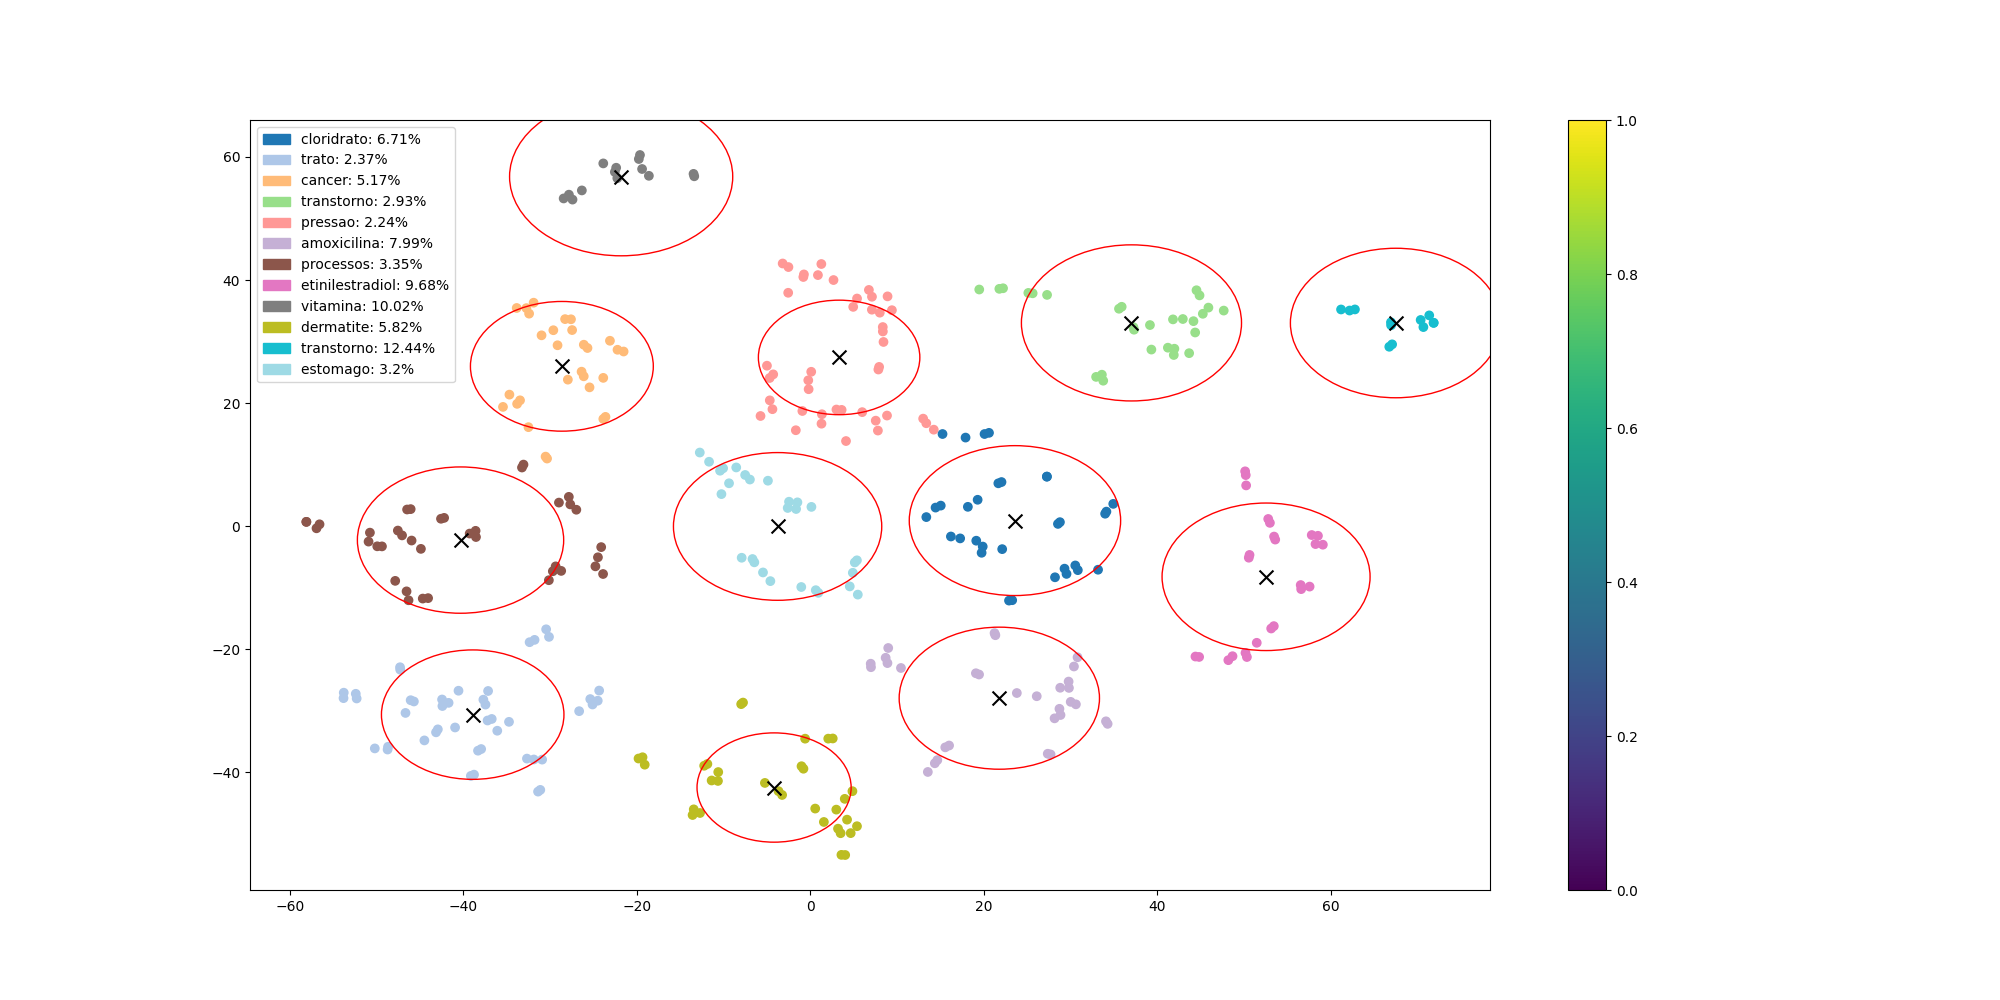 cloridrato: 6.71%
trato: 2.37%
cancer: 5.17%
transtorno: 2.93%
pressao: 2.24%
amoxicilina: 7.99%
processos: 3.35%
etinilestradiol: 9.68%
vitamina: 10.02%
dermatite: 5.82%
transtorno: 12.44%
estomago: 3.2%
60
40
20
0
−20
−40
−60 −40 −20 0 20 40 60
1.0
0.8
0.6
0.4
0.2
0.0